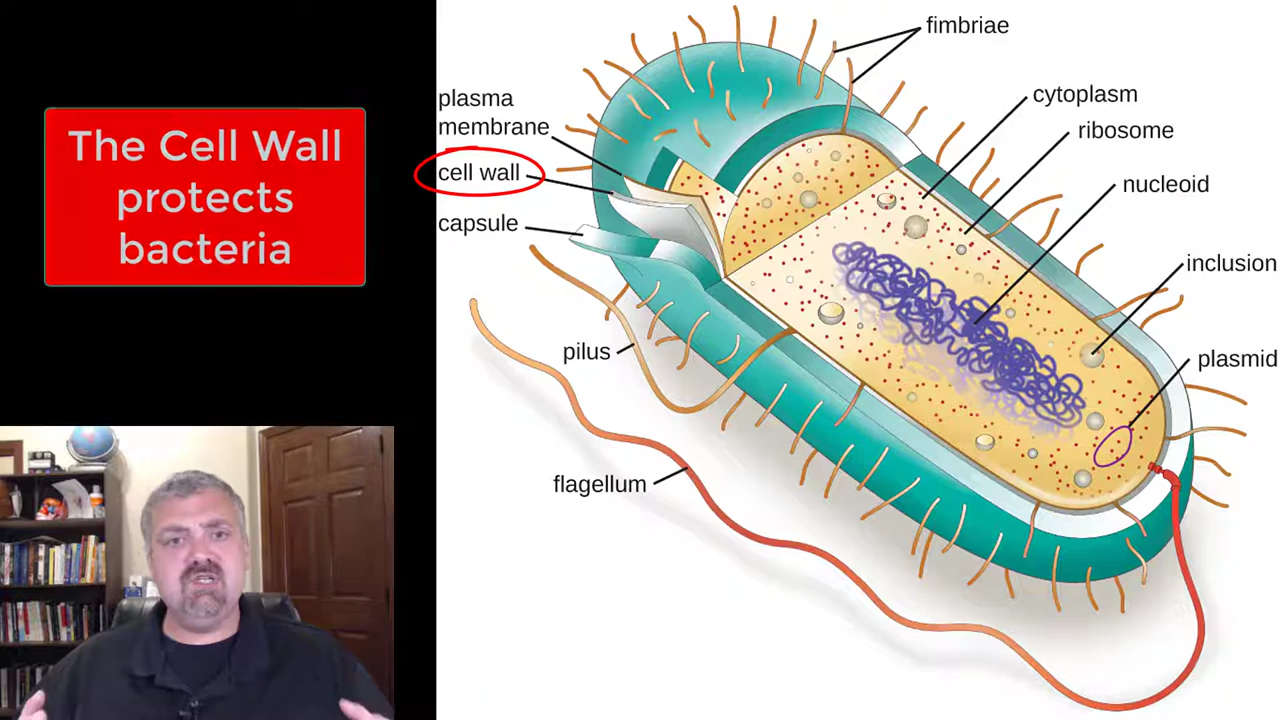 The Cell Wall
protects
bacteria
fimbriae
plasma
membrane
cell wall
capsule
cytoplasm
ribosome
nucleoid
inclusion
plasmid
pilus
flagellum